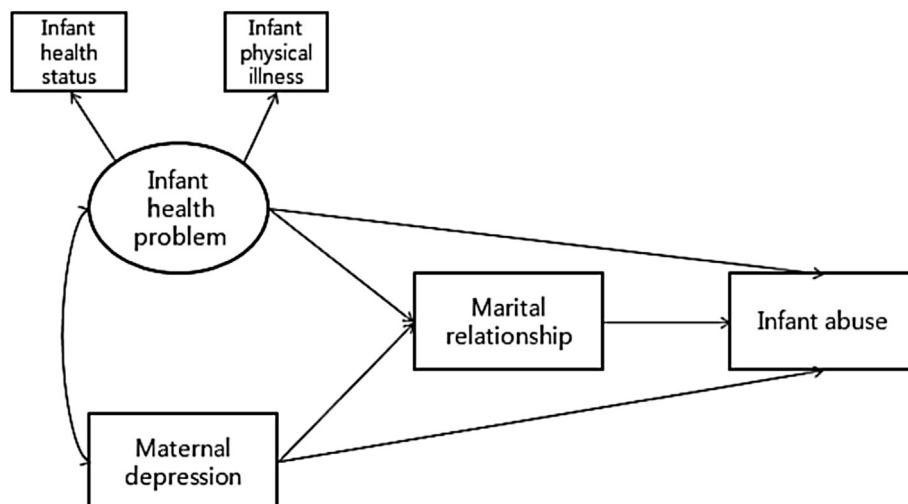 Infant
health
status
Infant
physical
illness
Infant
health
problem
Marital
relationship
Infant abuse
Maternal
depression